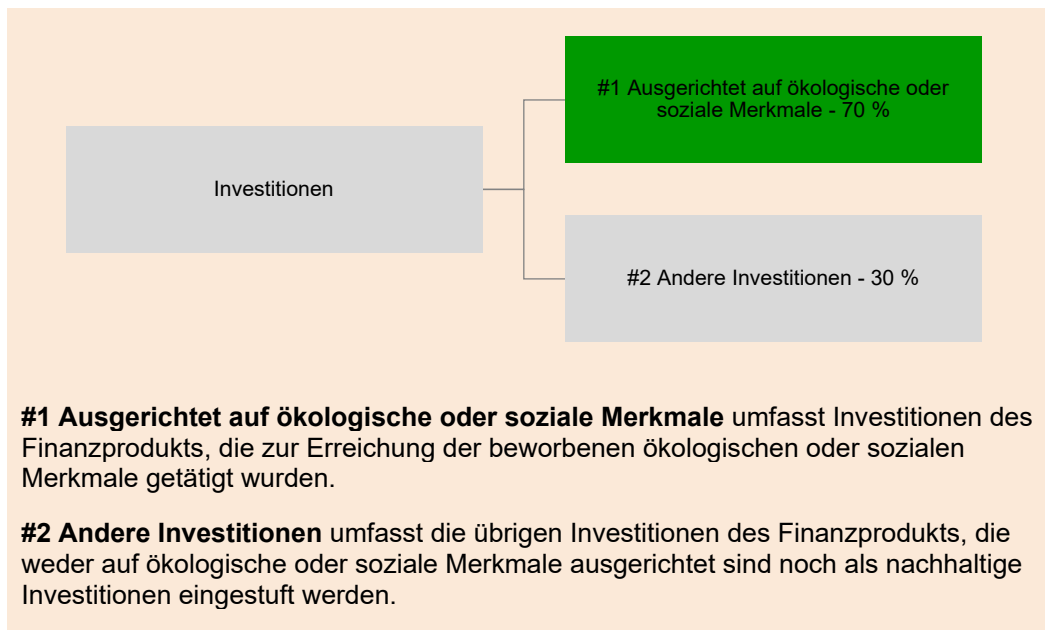 #1 Ausgerichtet auf ökologische oder
soziale Merkmale - 70 %
Investitionen
#2 Andere Investitionen - 30 %
#1 Ausgerichtet auf ökologische oder soziale Merkmale umfasst Investitionen des
Finanzprodukts, die zur Erreichung der beworbenen ökologischen oder sozialen
Merkmale getätigt wurden.
#2 Andere Investitionen umfasst die übrigen Investitionen des Finanzprodukts, die
weder auf ökologische oder soziale Merkmale ausgerichtet sind noch als nachhaltige
Investitionen eingestuft werden.